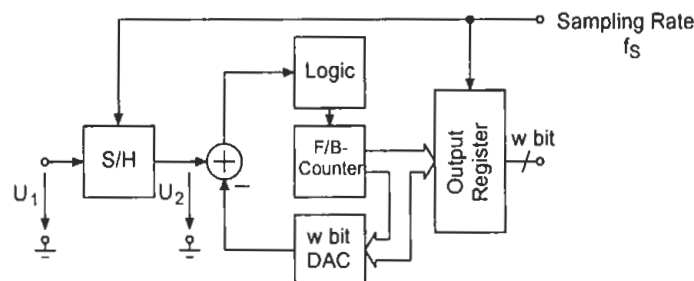 Sampling Rate
fS
Logic
S/H
F/B-
Counter
Output
Register
w bit
U1
U2
+
−
w bit
DAC